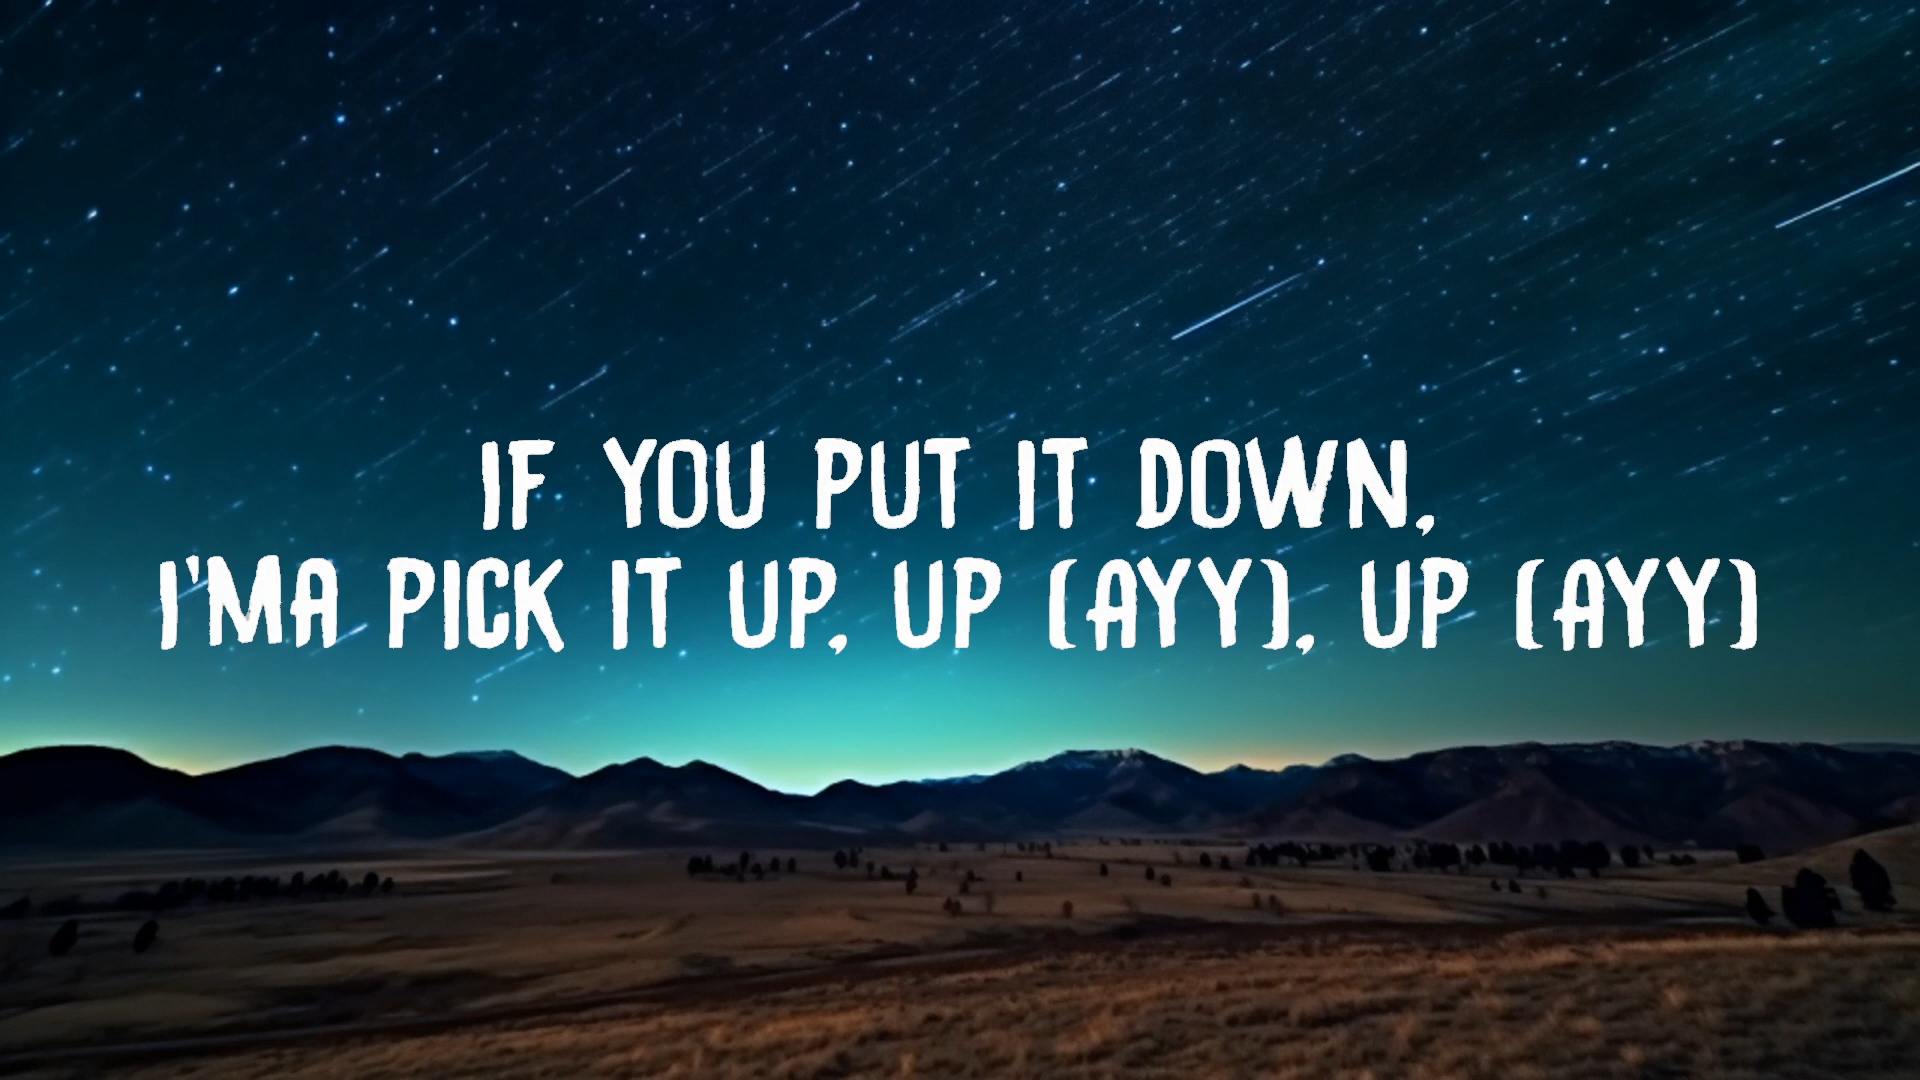 IF YOU PUT IT DOWN,
I'MA PICK IT UP, UP (AYY), UP (AYY)